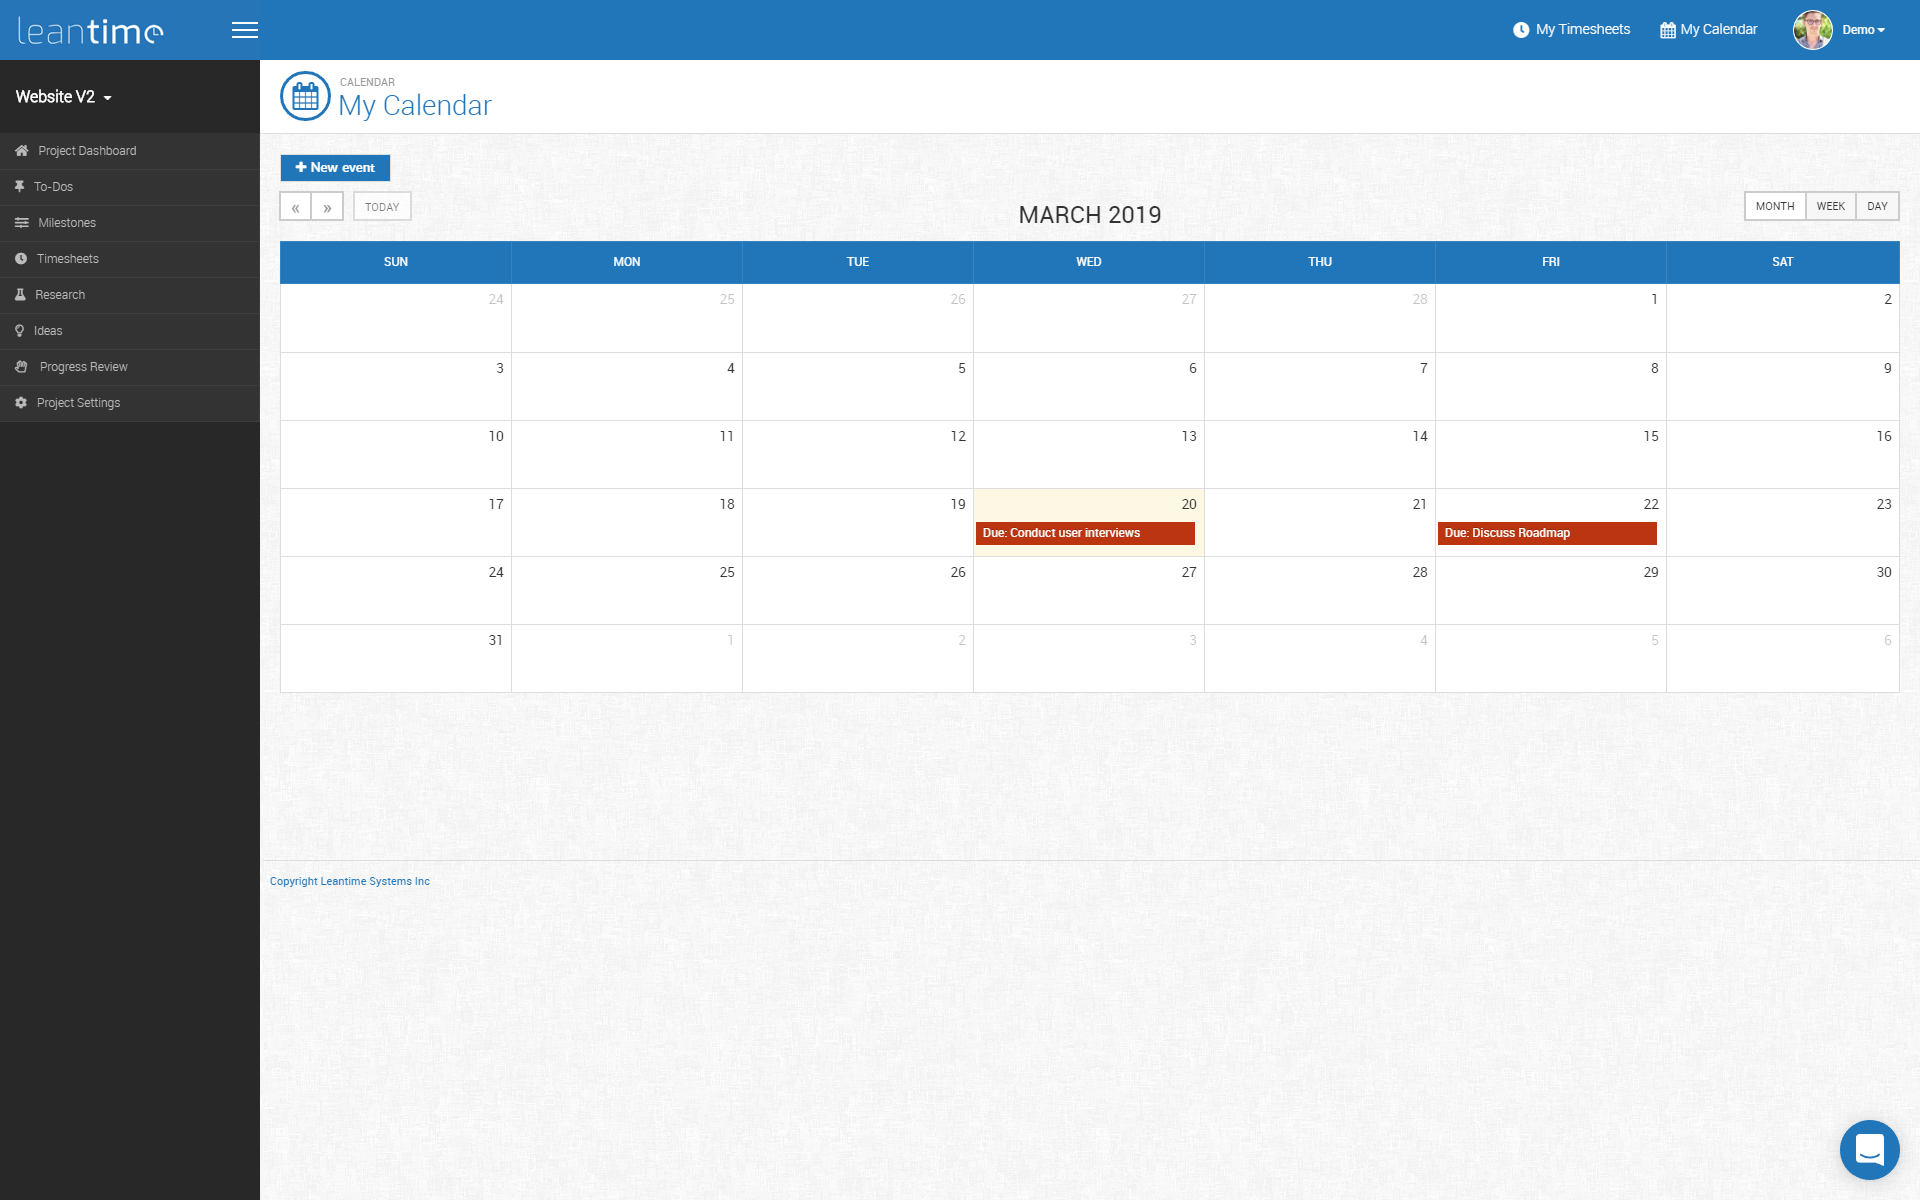 leantime
My Timesheets
My Calendar
Demo
Website V2
Project Dashboard
To-Dos
Milestones
Timesheets
Research
Ideas
Progress Review
Project Settings
CALENDAR
My Calendar
+ New event
« » TODAY
MARCH 2019
MONTH WEEK DAY
SUN MON TUE WED THU FRI SAT
24 25 26 27 28 1 2
3 4 5 6 7 8 9
10 11 12 13 14 15 16
17 18 19 20 21 22 23
Due: Conduct user interviews
Due: Discuss Roadmap
24 25 26 27 28 29 30
31 1 2 3 4 5 6
Copyright Leantime Systems Inc